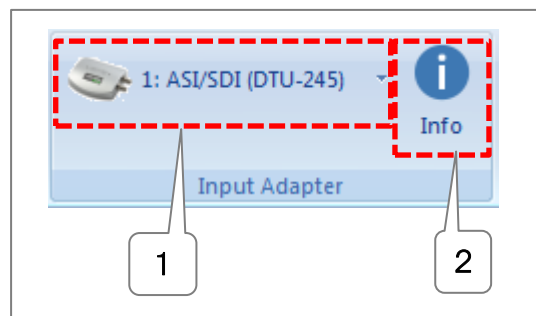 1: ASI/SDI (DTU-245)
Info
Input Adapter
1
2